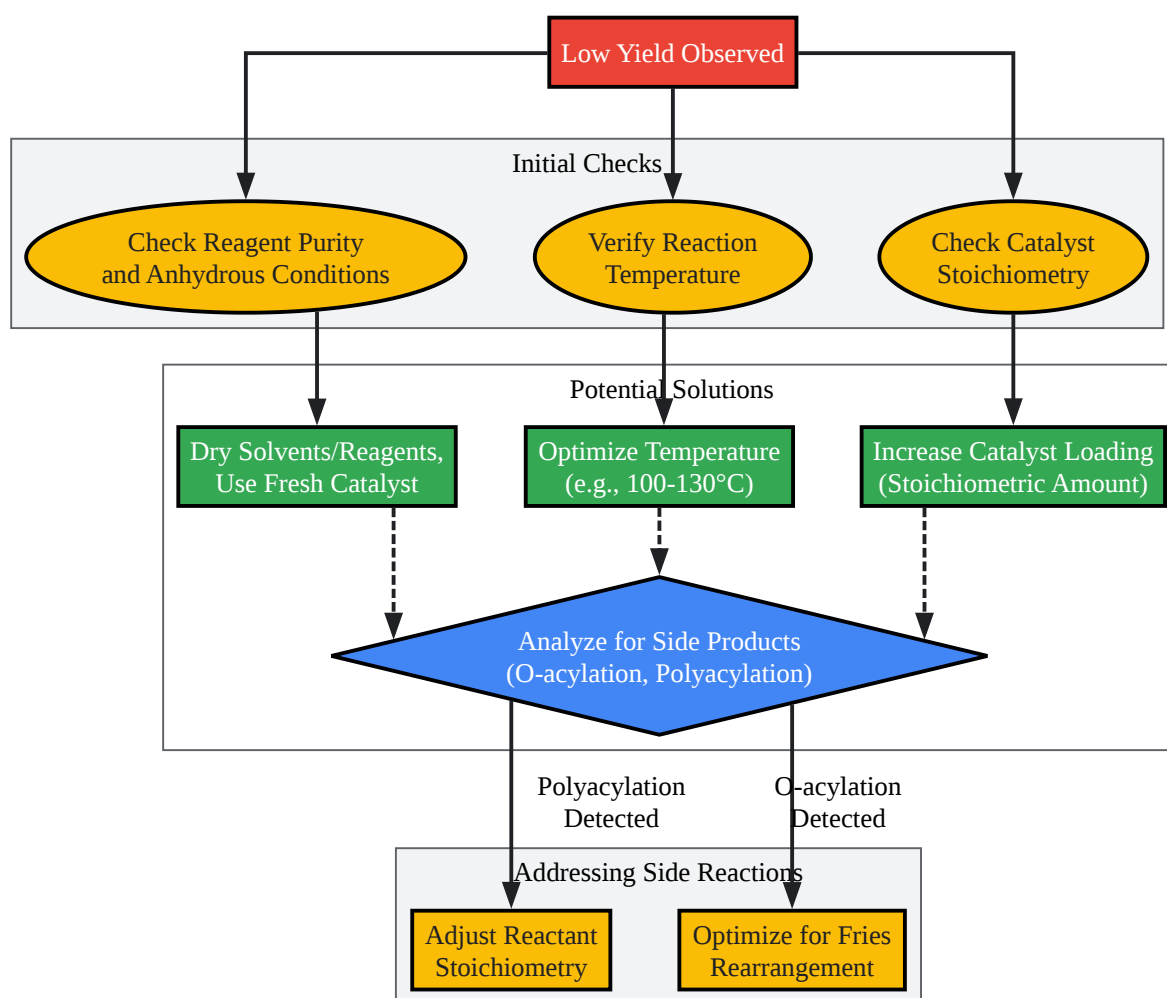 Low Yield Observed
Initial Checks
Check Reagent Purity
and Anhydrous Conditions
Verify Reaction
Temperature
Check Catalyst
Stoichiometry
Potential Solutions
Dry Solvents/Reagents,
Use Fresh Catalyst
Optimize Temperature
(e.g., 100-130°C)
Increase Catalyst Loading
(Stoichiometric Amount)
Analyze for Side Products
(O-acylation, Polyacylation)
Polyacylation
Detected
O-acylation
Detected
Addressing Side Reactions
Adjust Reactant
Stoichiometry
Optimize for Fries
Rearrangement